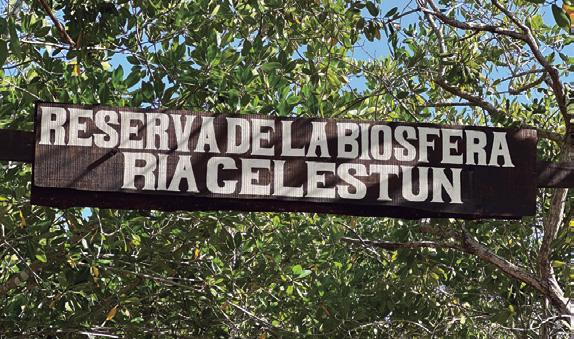 RESERVA DE LA BIOSFERA
RIA CELESTUN